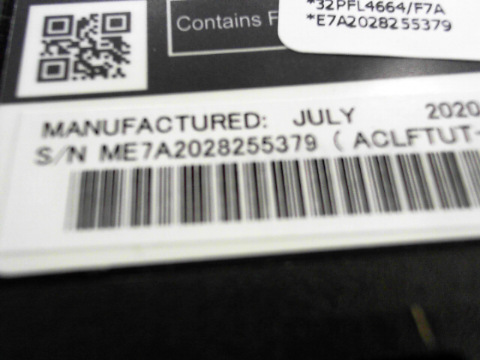 *32PFL4664/F7A
*E7A2028255379
Contains
MANUFACTURED: JULY 2020
S/N ME7A2028255379 ( ACLFTUT-